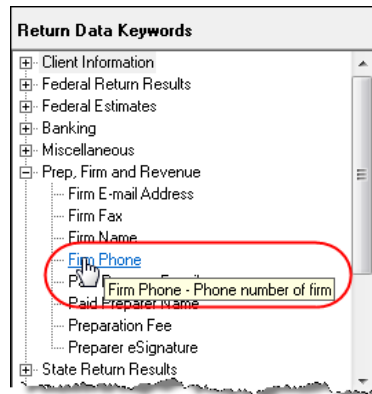 Return Data Keywords
Client Information
Federal Return Results
Federal Estimates
Banking
Miscellaneous
Prep, Firm and Revenue
Firm E-mail Address
Firm Fax
Firm Name
Firm Phone
Firm Phone - Phone number of firm
Paid Preparer Name
Preparation Fee
Preparer eSignature
State Return Results